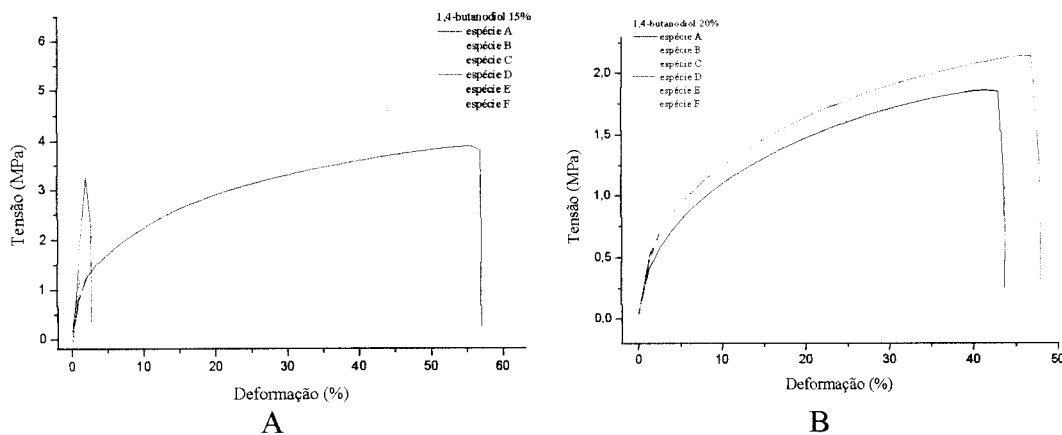 1,4-butanodiol 15%
espécie A
espécie B
espécie C
espécie D
espécie E
espécie F
Tensão (MPa)
6
5
4
3
2
1
0
0
10
20
30
40
50
60
Deformação (%)
A
1,4-butanodiol 20%
espécie A
espécie B
espécie C
espécie D
espécie E
espécie F
Tensão (MPa)
2,0
1,5
1,0
0,5
0,0
0
10
20
30
40
50
Deformação (%)
B